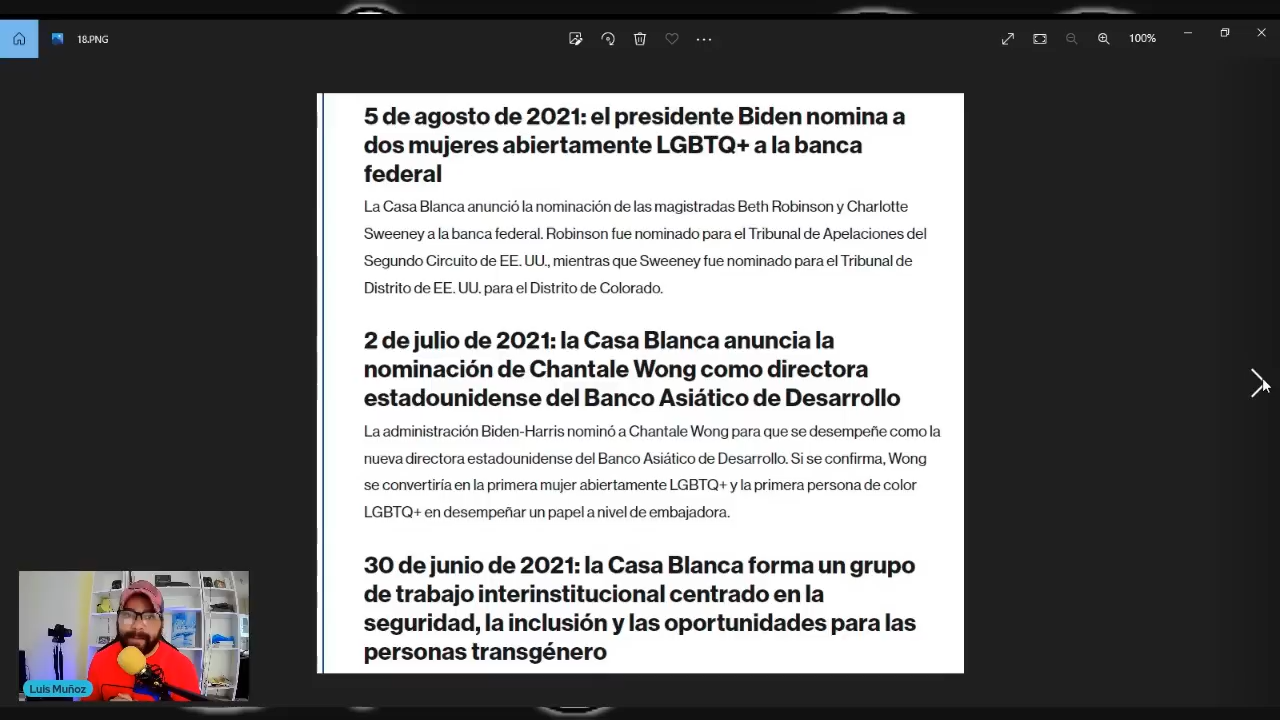 18.PNG
100%
5 de agosto de 2021: el presidente Biden nomina a
dos mujeres abiertamente LGBTQ+ a la banca
federal
La Casa Blanca anunció la nominación de las magistradas Beth Robinson y Charlotte
Sweeney a la banca federal. Robinson fue nominado para el Tribunal de Apelaciones del
Segundo Circuito de EE. UU., mientras que Sweeney fue nominado para el Tribunal de
Distrito de EE. UU. para el Distrito de Colorado.
2 de julio de 2021: la Casa Blanca anuncia la
nominación de Chantale Wong como directora
estadounidense del Banco Asiático de Desarrollo
La administración Biden-Harris nominó a Chantale Wong para que se desempeñe como la
nueva directora estadounidense del Banco Asiático de Desarrollo. Si se confirma, Wong
se convertiría en la primera mujer abiertamente LGBTQ+ y la primera persona de color
LGBTQ+ en desempeñar un papel a nivel de embajadora.
30 de junio de 2021: la Casa Blanca forma un grupo
de trabajo interinstitucional centrado en la
seguridad, la inclusión y las oportunidades para las
personas transgénero
Luis Muñoz